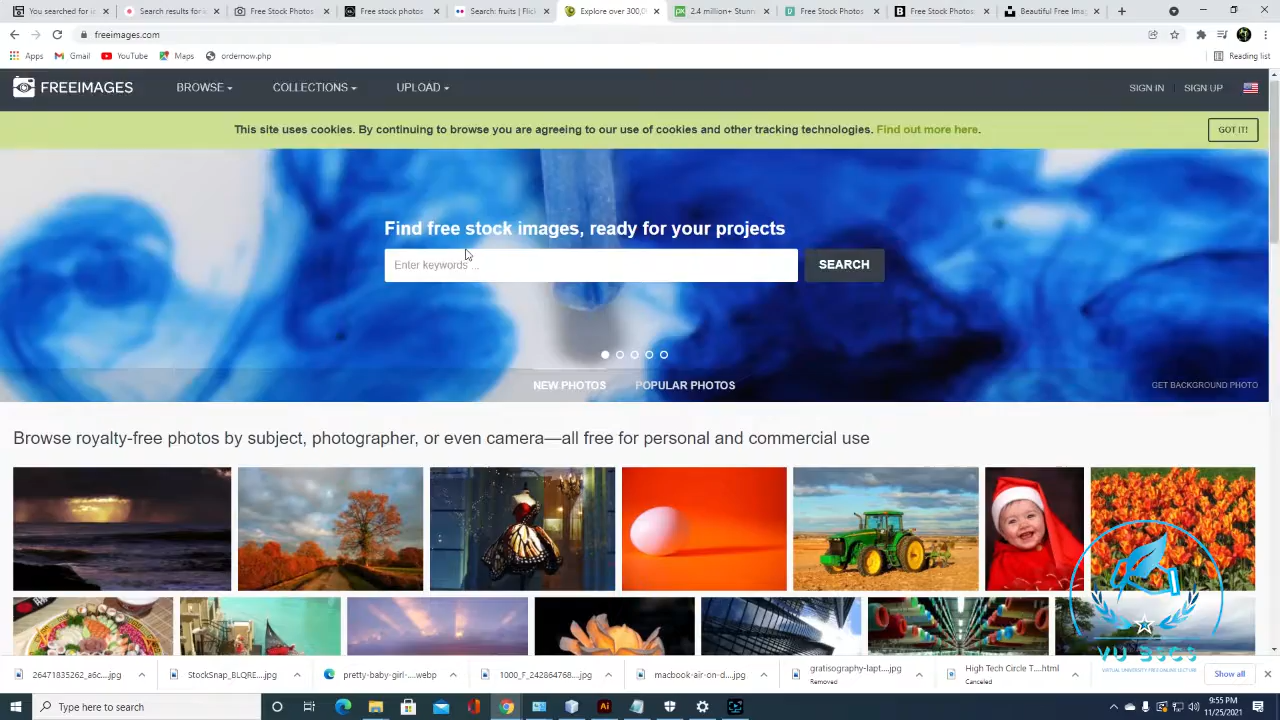 You searched for ic
Search results for k
Free Stock Photos
Free stock photos
Search: fruits | Flick
Explore over 300,0
2.4 million+ Stunn
Free Stock Photos
Free Stock Photos
Beautiful Free Imag
freeimages.com
Apps
Gmail
YouTube
Maps
ordernow.php
Reading list
FREEIMAGES
BROWSE
COLLECTIONS
UPLOAD
SIGN IN
SIGN UP
This site uses cookies. By continuing to browse you are agreeing to our use of cookies and other tracking technologies. Find out more here.
GOT IT!
Find free stock images, ready for your projects
Enter keywords ...
SEARCH
NEW PHOTOS
POPULAR PHOTOS
GET BACKGROUND PHOTO
Browse royalty-free photos by subject, photographer, or even camera—all free for personal and commercial use
VIRTUAL UNIVERSITY FREE ONLINE LECTURE
26471835262_a6c....jpg
StockSnap_BLQRE....jpg
pretty-baby-girl-....webp
1005_F_242864768....jpg
macbook-air-on-d....jpg
gratisography-lapt....jpg
Removed
High Tech Circle T....html
Canceled
Show all
Type here to search
9:55 PM
11/25/2021